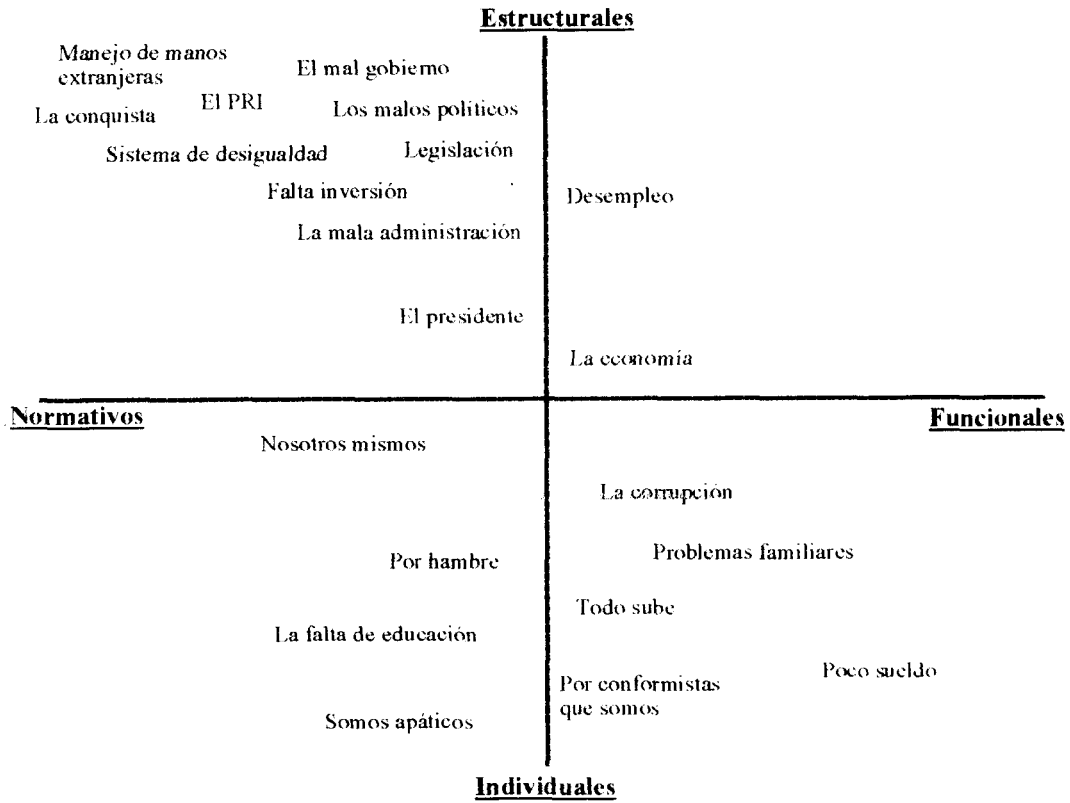 Estructurales
Manejo de manos
extranjeras
El mal gobierno
El PRI
La conquista
Los malos políticos
Sistema de desigualdad
Legislación
Falta inversión
Desempleo
La mala administración
El presidente
La economía
Normativos
Funcionales
Nosotros mismos
La corrupción
Por hambre
Problemas familiares
Todo sube
La falta de educación
Poco sueldo
Por conformistas
que somos
Somos apáticos
Individuales